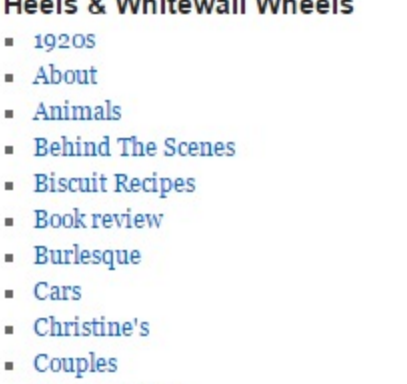 Heels & Whitewall Wheels
1920s
About
Animals
Behind The Scenes
Biscuit Recipes
Book review
Burlesque
Cars
Christine's
Couples